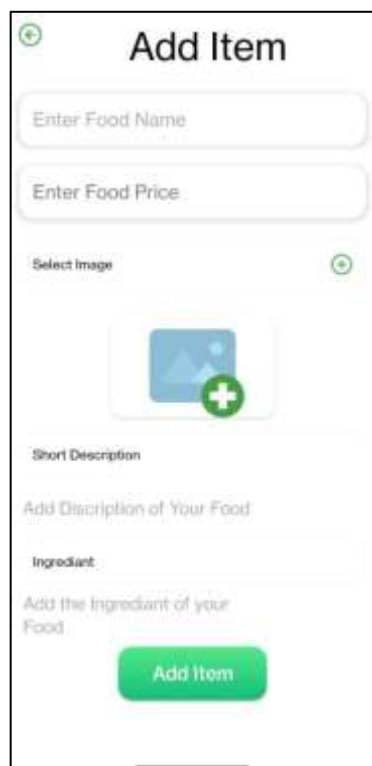 Add Item
Enter Food Name
Enter Food Price
Select Image
Short Description
Add Discription of Your Food
Ingrediant
Add the Ingrediant of your
Food
Add Item